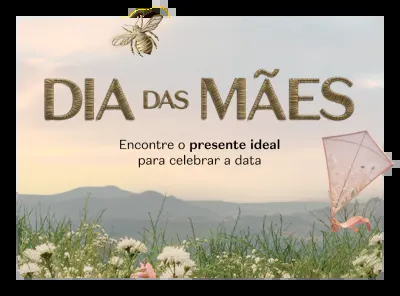 DIA DAS MÃES
Encontre o presente ideal
para celebrar a data